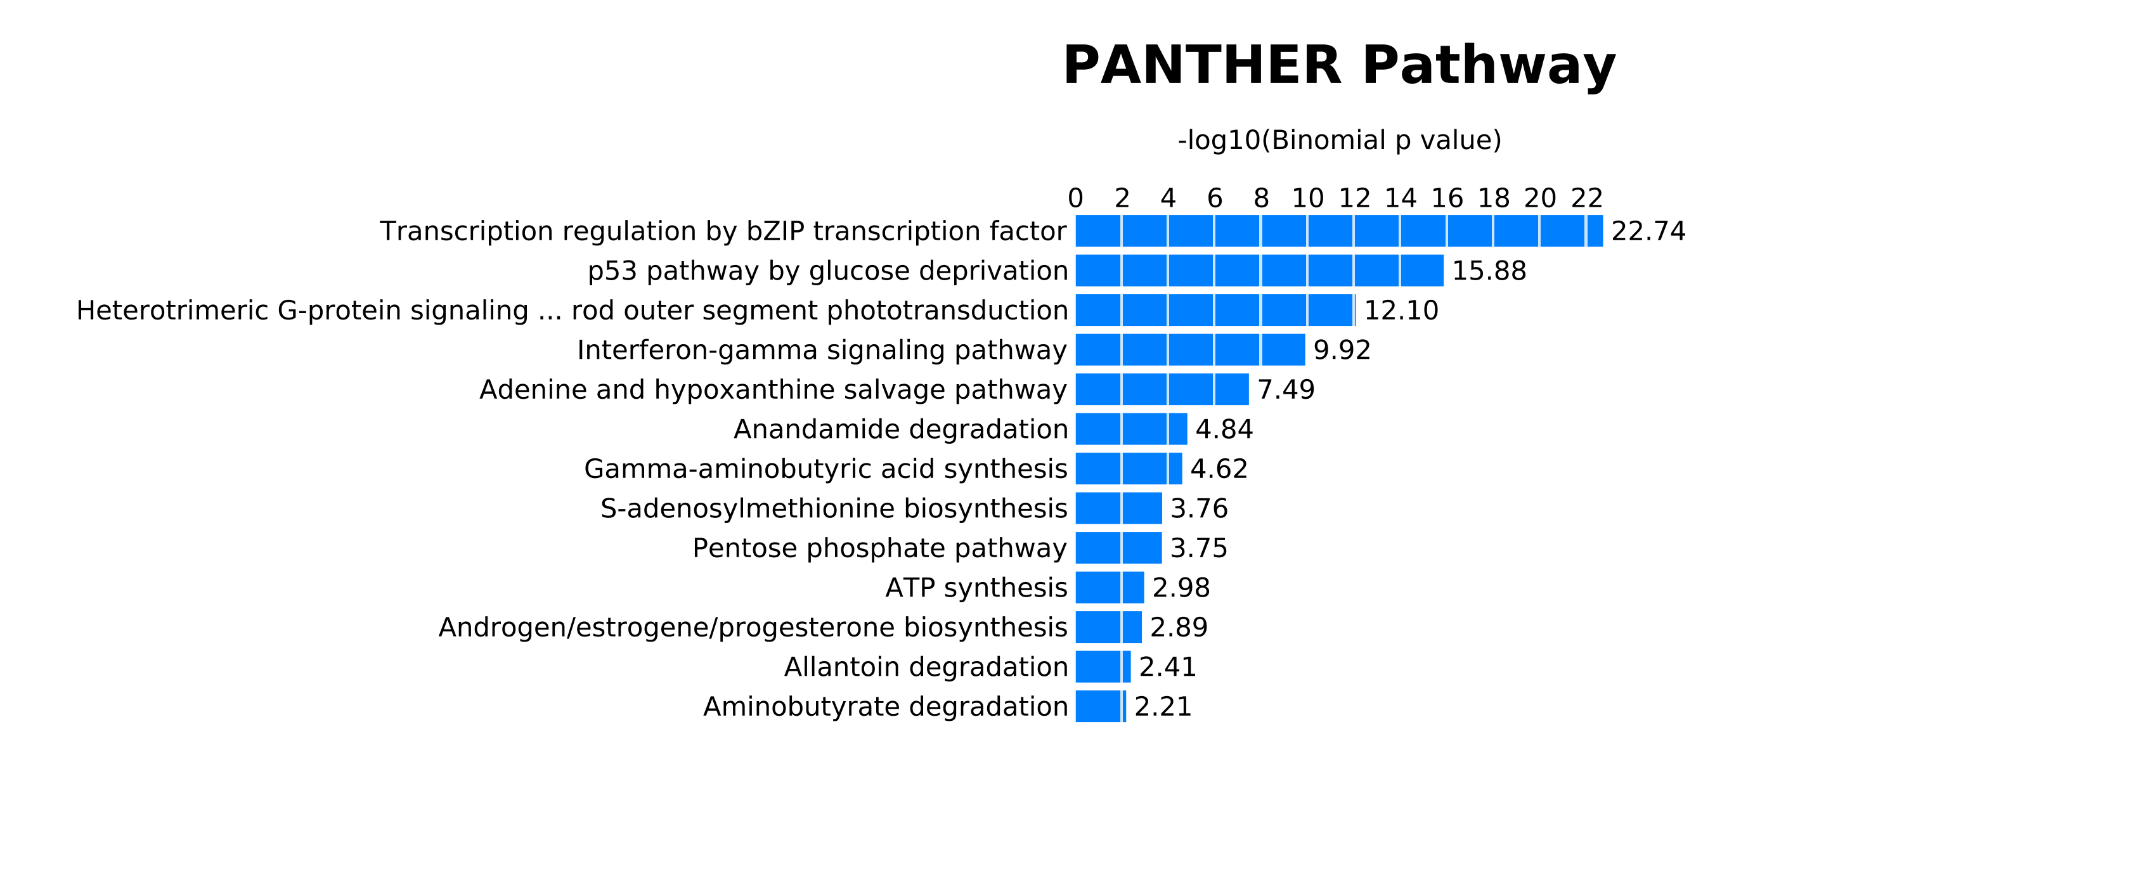 PANTHER Pathway
-log10(Binomial p value)
0 2 4 6 8 10 12 14 16 18 20 22
Transcription regulation by bZIP transcription factor 22.74
p53 pathway by glucose deprivation 15.88
Heterotrimeric G-protein signaling ... rod outer segment phototransduction 12.10
Interferon-gamma signaling pathway 9.92
Adenine and hypoxanthine salvage pathway 7.49
Anandamide degradation 4.84
Gamma-aminobutyric acid synthesis 4.62
S-adenosylmethionine biosynthesis 3.76
Pentose phosphate pathway 3.75
ATP synthesis 2.98
Androgen/estrogene/progesterone biosynthesis 2.89
Allantoin degradation 2.41
Aminobutyrate degradation 2.21